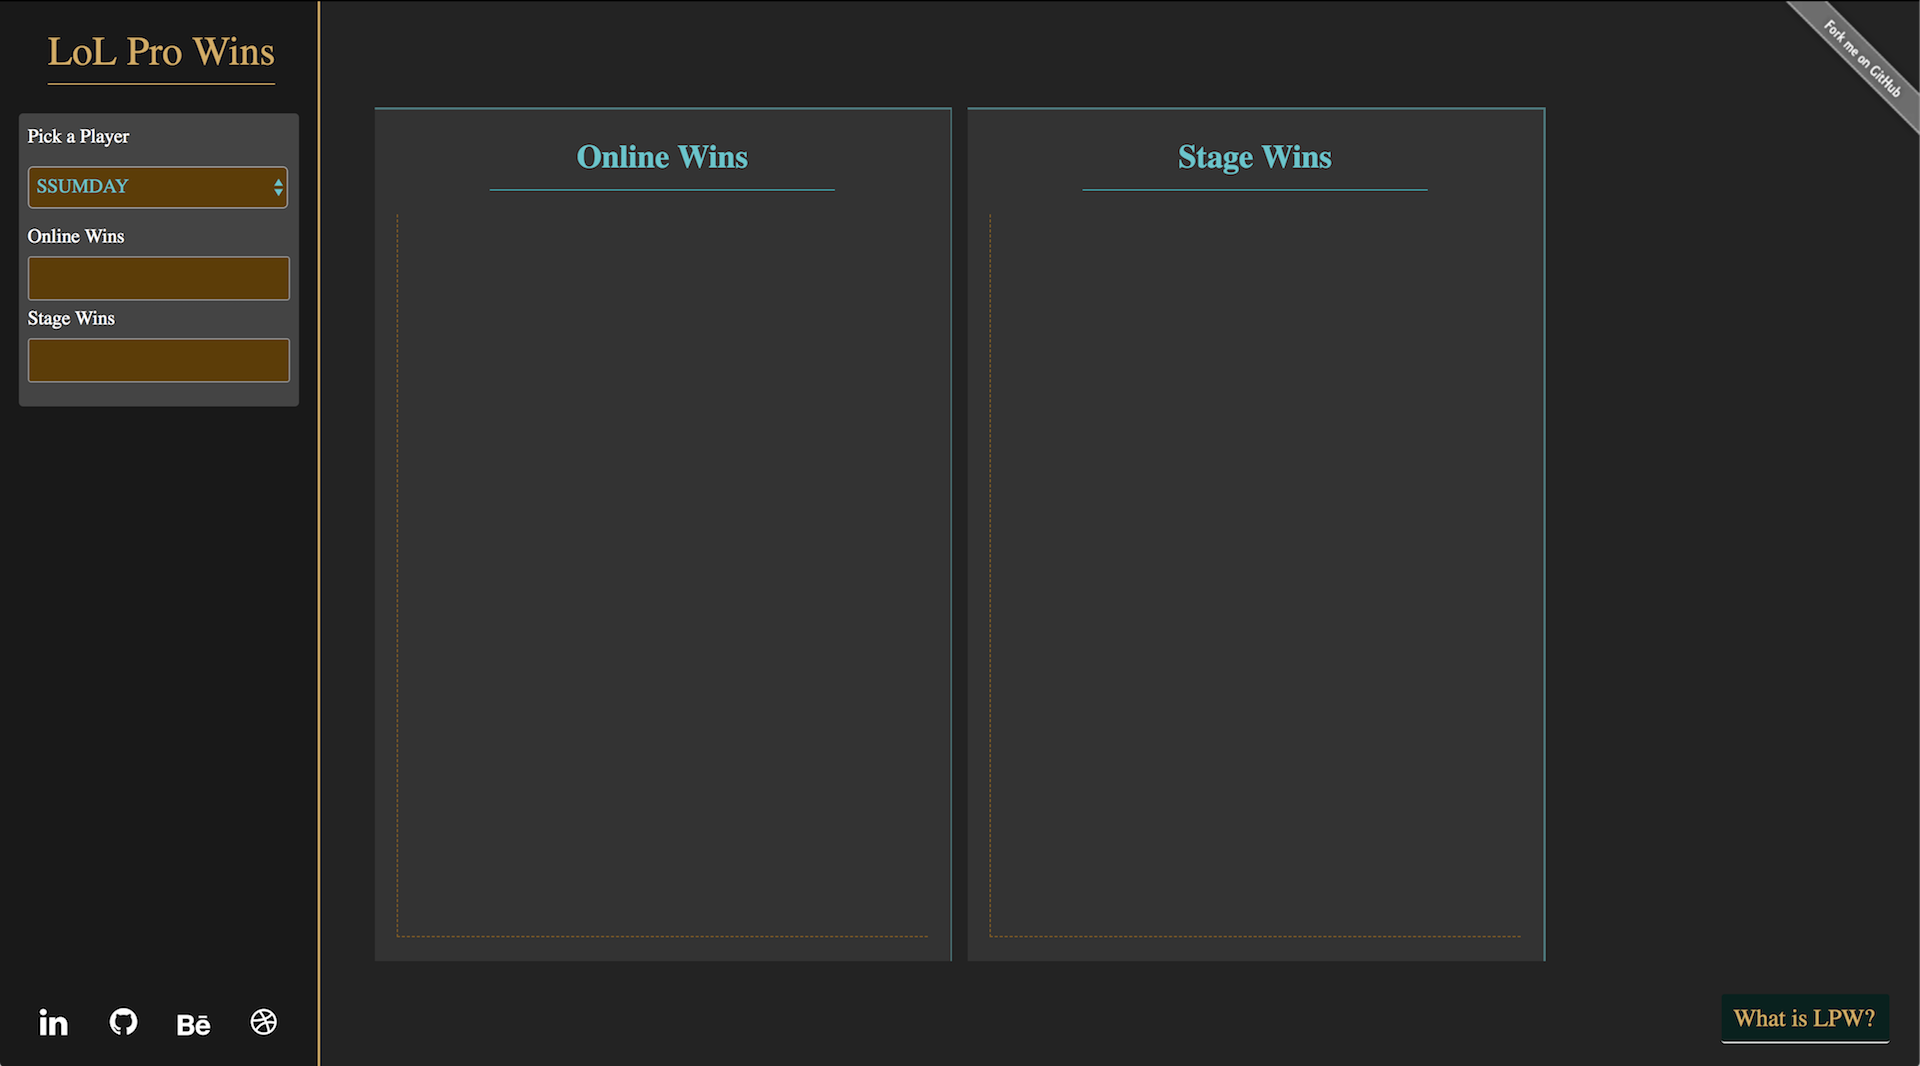 LoL Pro Wins
Pick a Player
SSUMDAY
Online Wins
Stage Wins
Online Wins
Stage Wins
Fork me on GitHub
in
Bē
What is LPW?